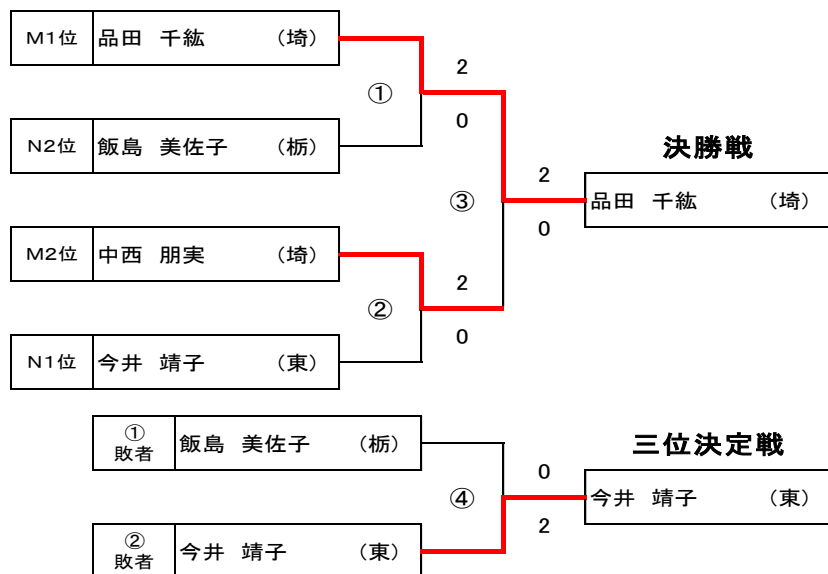 M1位 品田 千紘 （埼）
2
①
0
N2位 飯島 美佐子 （栃）
決勝戦
2
③
品田 千紘 （埼）
0
M2位 中西 朋実 （埼）
2
②
0
N1位 今井 靖子 （東）
① 敗者 飯島 美佐子 （栃）
三位決定戦
0
④
今井 靖子 （東）
2
② 敗者 今井 靖子 （東）